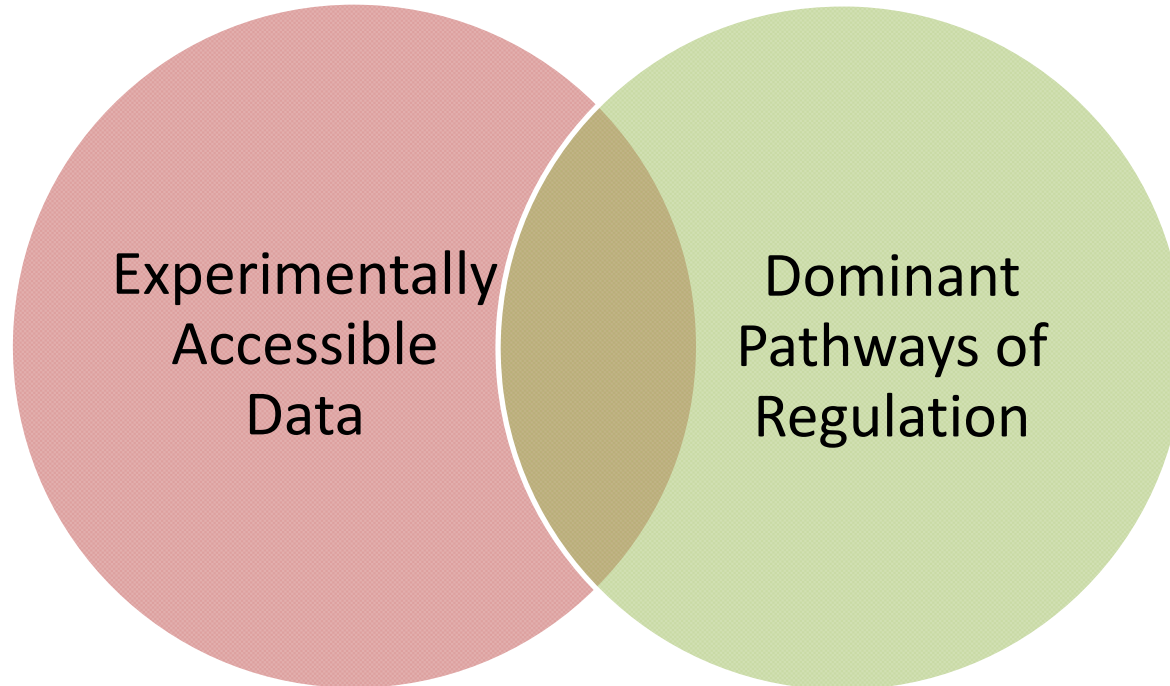 Experimentally
Accessible
Data
Dominant
Pathways of
Regulation